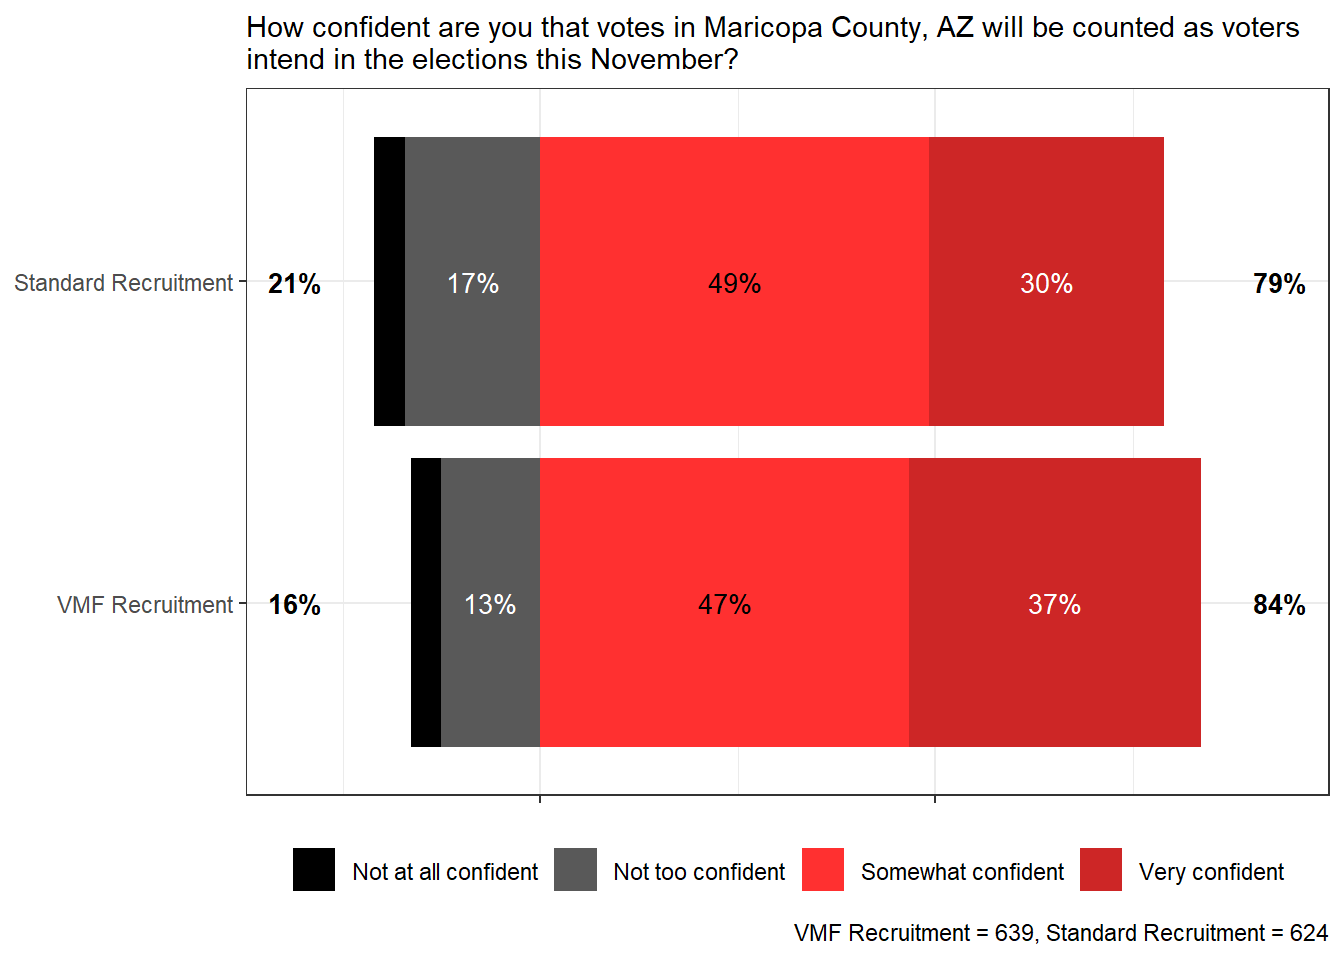 How confident are you that votes in Maricopa County, AZ will be counted as voters
intend in the elections this November?
Standard Recruitment 21% 17% 49% 30% 79%
VMF Recruitment 16% 13% 47% 37% 84%
Not at all confident Not too confident Somewhat confident Very confident
VMF Recruitment = 639, Standard Recruitment = 624